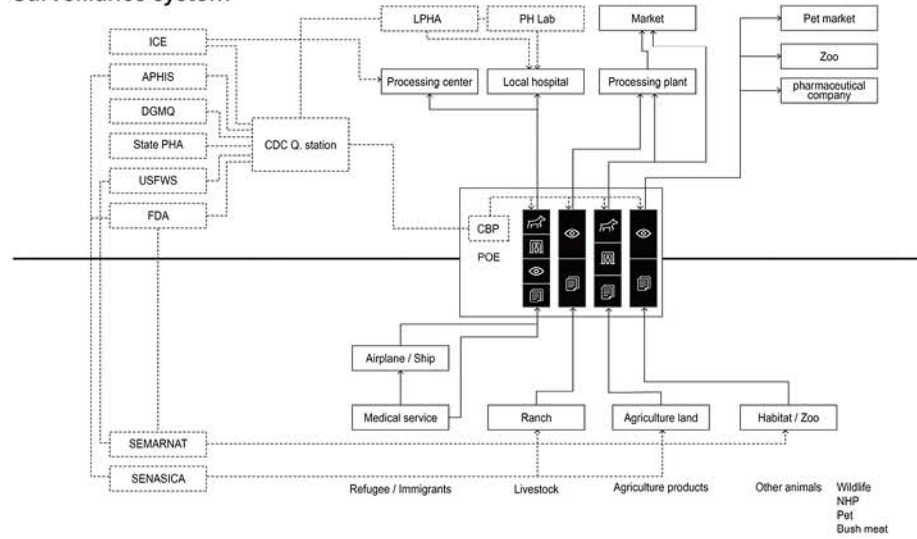 Surveillance system
LPHA
PH Lab
Market
Pet market
ICE
Zoo
APHIS
Processing center
Local hospital
Processing plant
pharmaceutical
company
DGMQ
State PHA
CDC Q. station
USFWS
FDA
CBP
POE
Airplane / Ship
Medical service
Ranch
Agriculture land
Habitat / Zoo
SEMARNAT
SENASICA
Refugee / Immigrants
Livestock
Agriculture products
Other animals
Wildlife
NHP
Pet
Bush meat